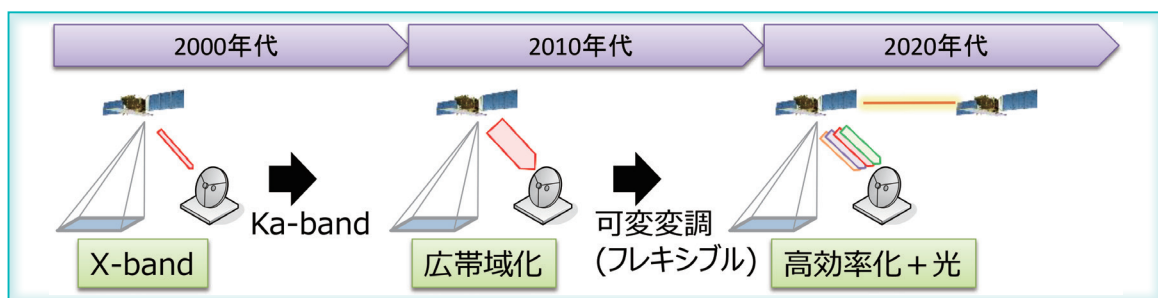 2000年代
2010年代
2020年代
Ka-band
可変変調
(フレキシブル)
X-band
広帯域化
高効率化＋光